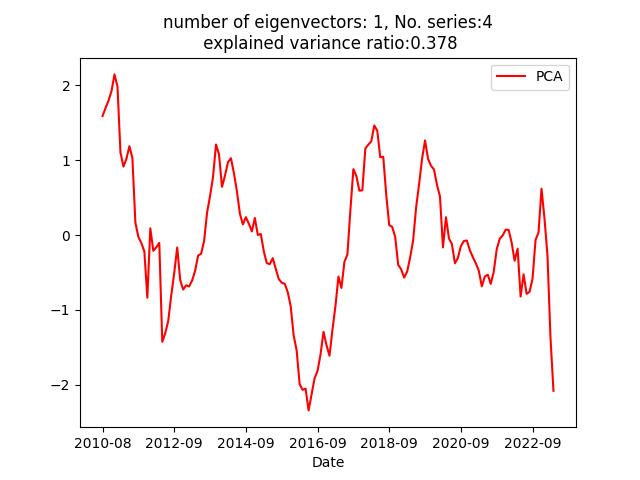 number of eigenvectors: 1, No. series:4
explained variance ratio:0.378
PCA
2
1
0
−1
−2
2010-08 2012-09 2014-09 2016-09 2018-09 2020-09 2022-09
Date